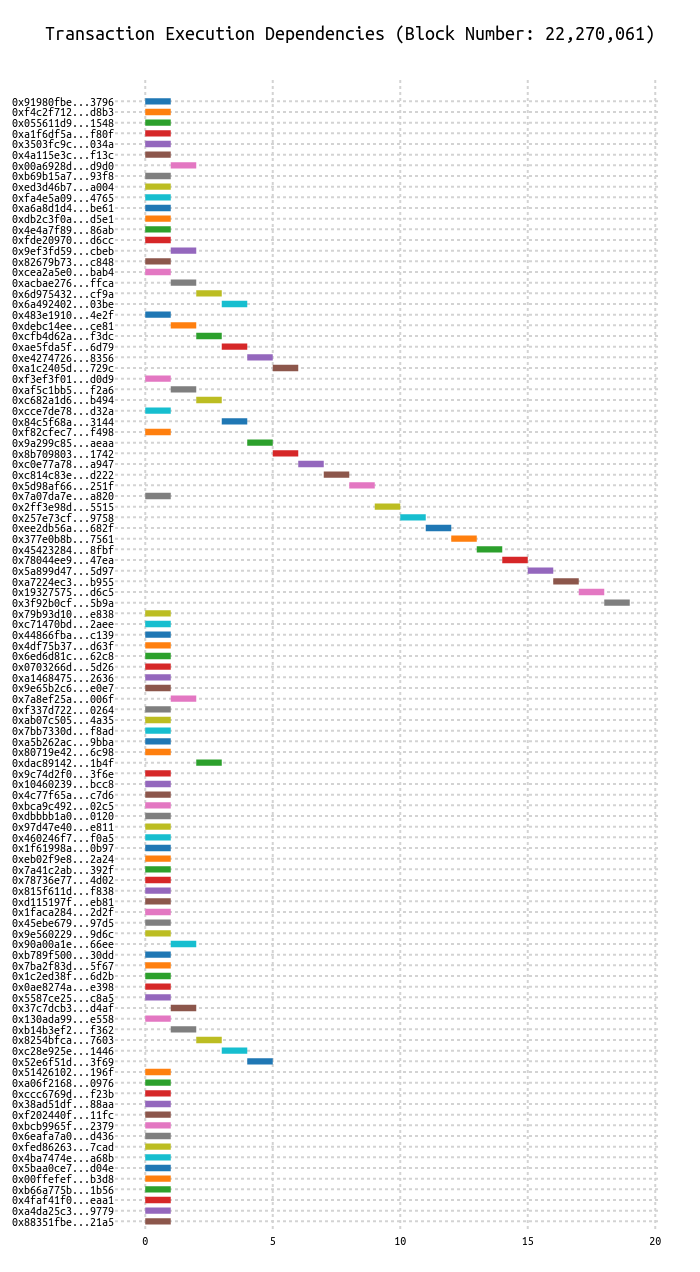 Transaction Execution Dependencies (Block Number: 22,270,061)
0x91980fbe...3796
0xf4c2f712...d8b3
0x055611d9...1548
0xa1f6df5a...f80f
0x3503fc9c...034a
0x4a115e3c...f13c
0x00a6928d...d9d0
0xb69b15a7...93f8
0xed3d46b7...a004
0xfa4e5a09...4765
0xa6a8d1d4...be61
0xdb2c3f0a...d5e1
0x4e4a7f89...86ab
0xfde20970...d6cc
0x9ef3fd59...cbeb
0x82679b73...c848
0xcea2a5e0...bab4
0xacbae276...ffca
0x6d975432...cf9a
0x6a492402...03be
0x483e1910...4e2f
0xdebc14ee...ce81
0xcfb4d62a...f3dc
0xae5fda5f...6d79
0xe4274726...8356
0xa1c2405d...729c
0xf3ef3f01...d0d9
0xaf5c1bb5...f2a6
0xc682a1d6...b494
0xcce7de78...d32a
0x84c5f68a...3144
0xf82cfec7...f498
0x9a299c85...aeaa
0x8b709803...1742
0xc0e77a78...a947
0xc814c83e...d222
0x5d98af66...251f
0x7a07da7e...a820
0x2ff3e98d...5515
0x257e73cf...9758
0xee2db56a...682f
0x377e0b8b...7561
0x45423284...8fbf
0x78044ee9...47ea
0x5a899d47...5d97
0xa7224ec3...b955
0x19327575...d6c5
0x3f92b0cf...5b9a
0x79b93d10...e838
0xc71470bd...2aee
0x44866fba...c139
0x4df75b37...d63f
0x6ed6d81c...62c8
0x0703266d...5d26
0xa1468475...2636
0x9e65b2c6...e0e7
0x7a8ef25a...006f
0xf337d722...0264
0xab07c505...4a35
0x7bb7330d...f8ad
0xa5b262ac...9bba
0x80719e42...6c98
0xdac89142...1b4f
0x9c74d2f0...3f6e
0x10460239...bcc8
0x4c77f65a...c7d6
0xbca9c492...02c5
0xdbbbb1a0...0120
0x97d47e40...e811
0x460246f7...f0a5
0x1f61998a...0b97
0xeb02f9e8...2a24
0x7a41c2ab...392f
0x78736e77...4d02
0x815f611d...f838
0xd115197f...eb81
0x1faca284...2d2f
0x45ebe679...97d5
0x9e560229...9d6c
0x90a00a1e...66ee
0xb789f500...30dd
0x7ba2f83d...5f67
0x1c2ed38f...6d2b
0x0ae8274a...e398
0x5587ce25...c8a5
0x37c7dcb3...d4af
0x130ada99...e558
0xb14b3ef2...f362
0x8254bfca...7603
0xc28e925e...1446
0x52e6f51d...3f69
0x51426102...196f
0xa06f2168...0976
0xccc6769d...f23b
0x38ad51df...88aa
0xf202440f...11fc
0xbcb9965f...2379
0x6eafa7a0...d436
0xfed86263...7cad
0x4ba7474e...a68b
0x5baa0ce7...d04e
0x00ffefef...b3d8
0xb66a775b...1b56
0x4faf41f0...eaa1
0xa4da25c3...9779
0x88351fbe...21a5
0 5 10 15 20